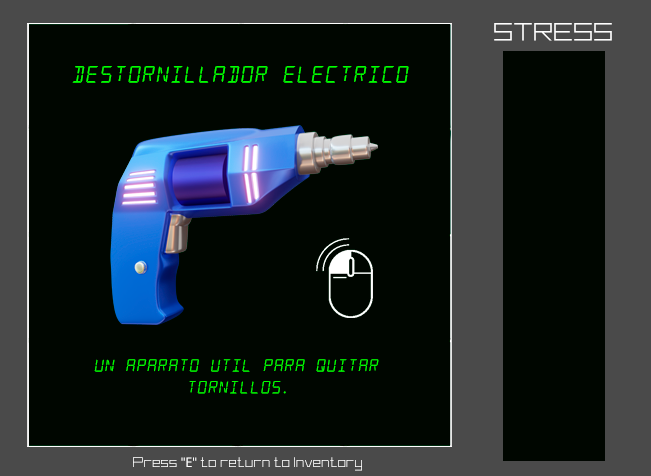 STRESS
DESTORNILLADOR ELECTRICO
UN APARATO UTIL PARA QUITAR
TORNILLOS.
Press "E" to return to Inventory